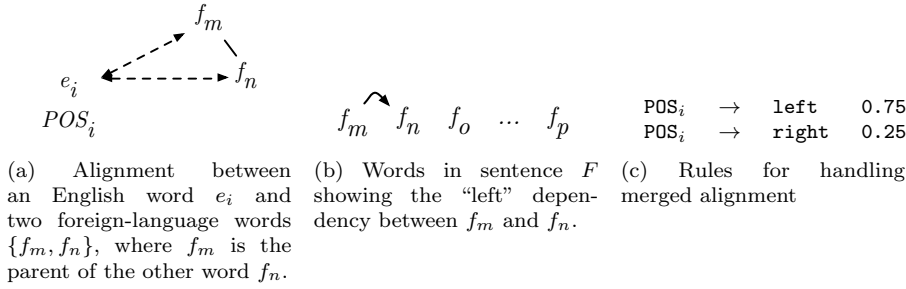 f_m
f_n
e_i
POS_i
f_m f_n f_o ... f_p
POS_i → left 0.75
POS_i → right 0.25
(a) Alignment between
an English word e_i and
two foreign-language words
{f_m, f_n}, where f_m is the
parent of the other word f_n.
(b) Words in sentence F
showing the “left” depen-
dency between f_m and f_n.
(c) Rules for handling
merged alignment